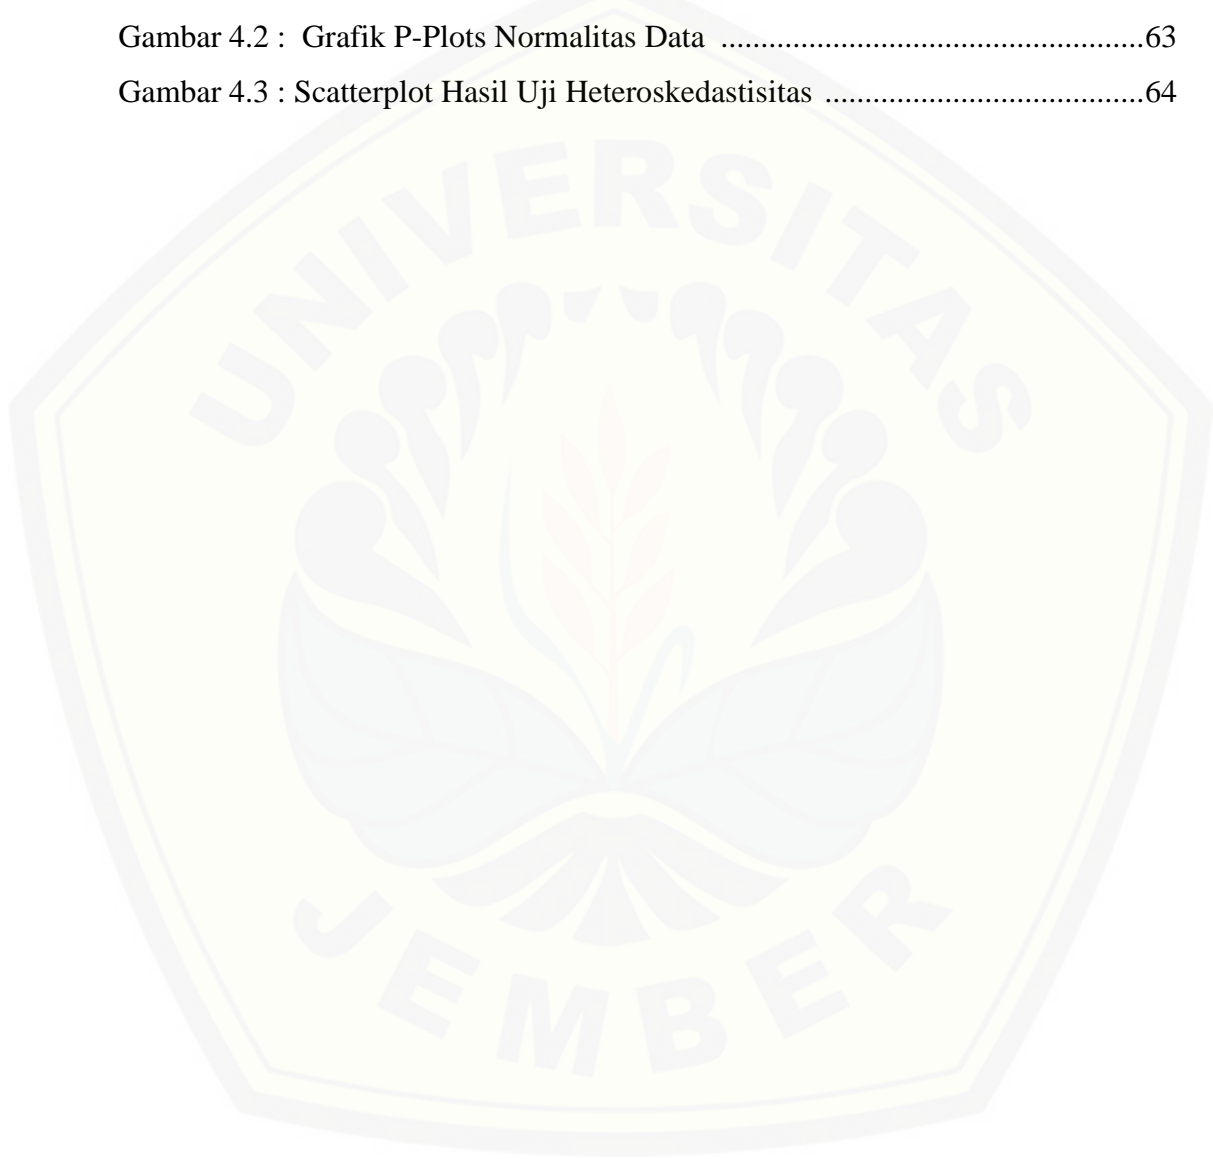 Gambar 4.2 :  Grafik P-Plots Normalitas Data .....................................................63
Gambar 4.3 : Scatterplot Hasil Uji Heteroskedastisitas ........................................64
UNIVERSITAS
JEMBER